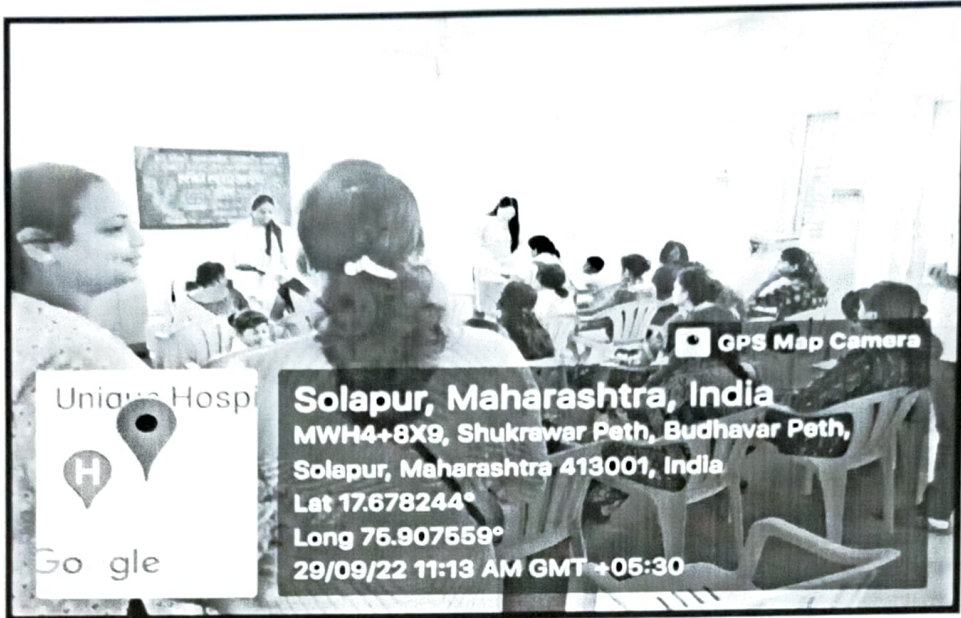 GPS Map Camera
Unique Hospi
H
Google
Solapur, Maharashtra, India
MWH4+8X9, Shukrawar Peth, Budhavar Peth,
Solapur, Maharashtra 413001, India
Lat 17.678244°
Long 75.907559°
29/09/22 11:13 AM GMT +05:30